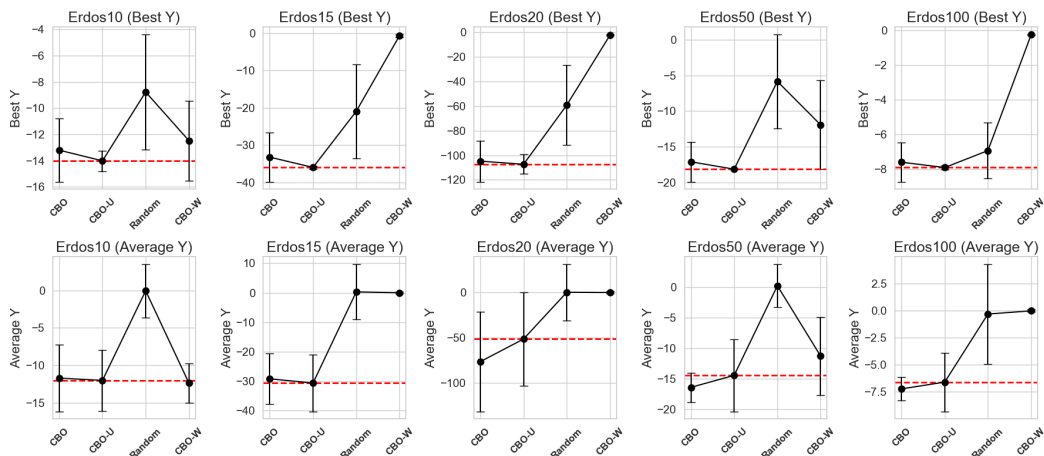 Erdos10 (Best Y)
Best Y
−4
−6
−8
−10
−12
−14
−16
CBO
CBO-U
Random
CBO-W
Erdos15 (Best Y)
Best Y
0
−10
−20
−30
−40
CBO
CBO-U
Random
CBO-W
Erdos20 (Best Y)
Best Y
0
−20
−40
−60
−80
−100
−120
CBO
CBO-U
Random
CBO-W
Erdos50 (Best Y)
Best Y
0
−5
−10
−15
−20
CBO
CBO-U
Random
CBO-W
Erdos100 (Best Y)
Best Y
0
−2
−4
−6
−8
CBO
CBO-U
Random
CBO-W
Erdos10 (Average Y)
Average Y
0
−5
−10
−15
CBO
CBO-U
Random
CBO-W
Erdos15 (Average Y)
Average Y
10
0
−10
−20
−30
−40
CBO
CBO-U
Random
CBO-W
Erdos20 (Average Y)
Average Y
0
−50
−100
CBO
CBO-U
Random
CBO-W
Erdos50 (Average Y)
Average Y
0
−5
−10
−15
−20
CBO
CBO-U
Random
CBO-W
Erdos100 (Average Y)
Average Y
2.5
0.0
−2.5
−5.0
−7.5
CBO
CBO-U
Random
CBO-W